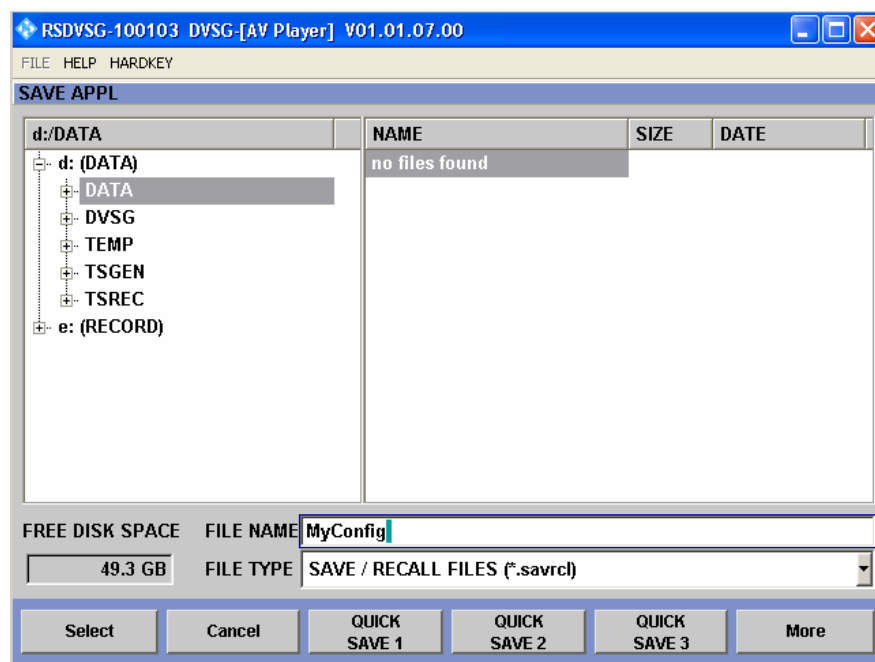 RSDVSG-100103 DVSG-[AV Player] V01.01.07.00
FILE HELP HARDKEY
SAVE APPL
d:/DATA NAME SIZE DATE
d: (DATA) no files found
DATA
DVSG
TEMP
TSGEN
TSREC
e: (RECORD)
FREE DISK SPACE FILE NAME MyConfig
49.3 GB FILE TYPE SAVE / RECALL FILES (*.savrcl)
Select Cancel QUICK SAVE 1 QUICK SAVE 2 QUICK SAVE 3 More